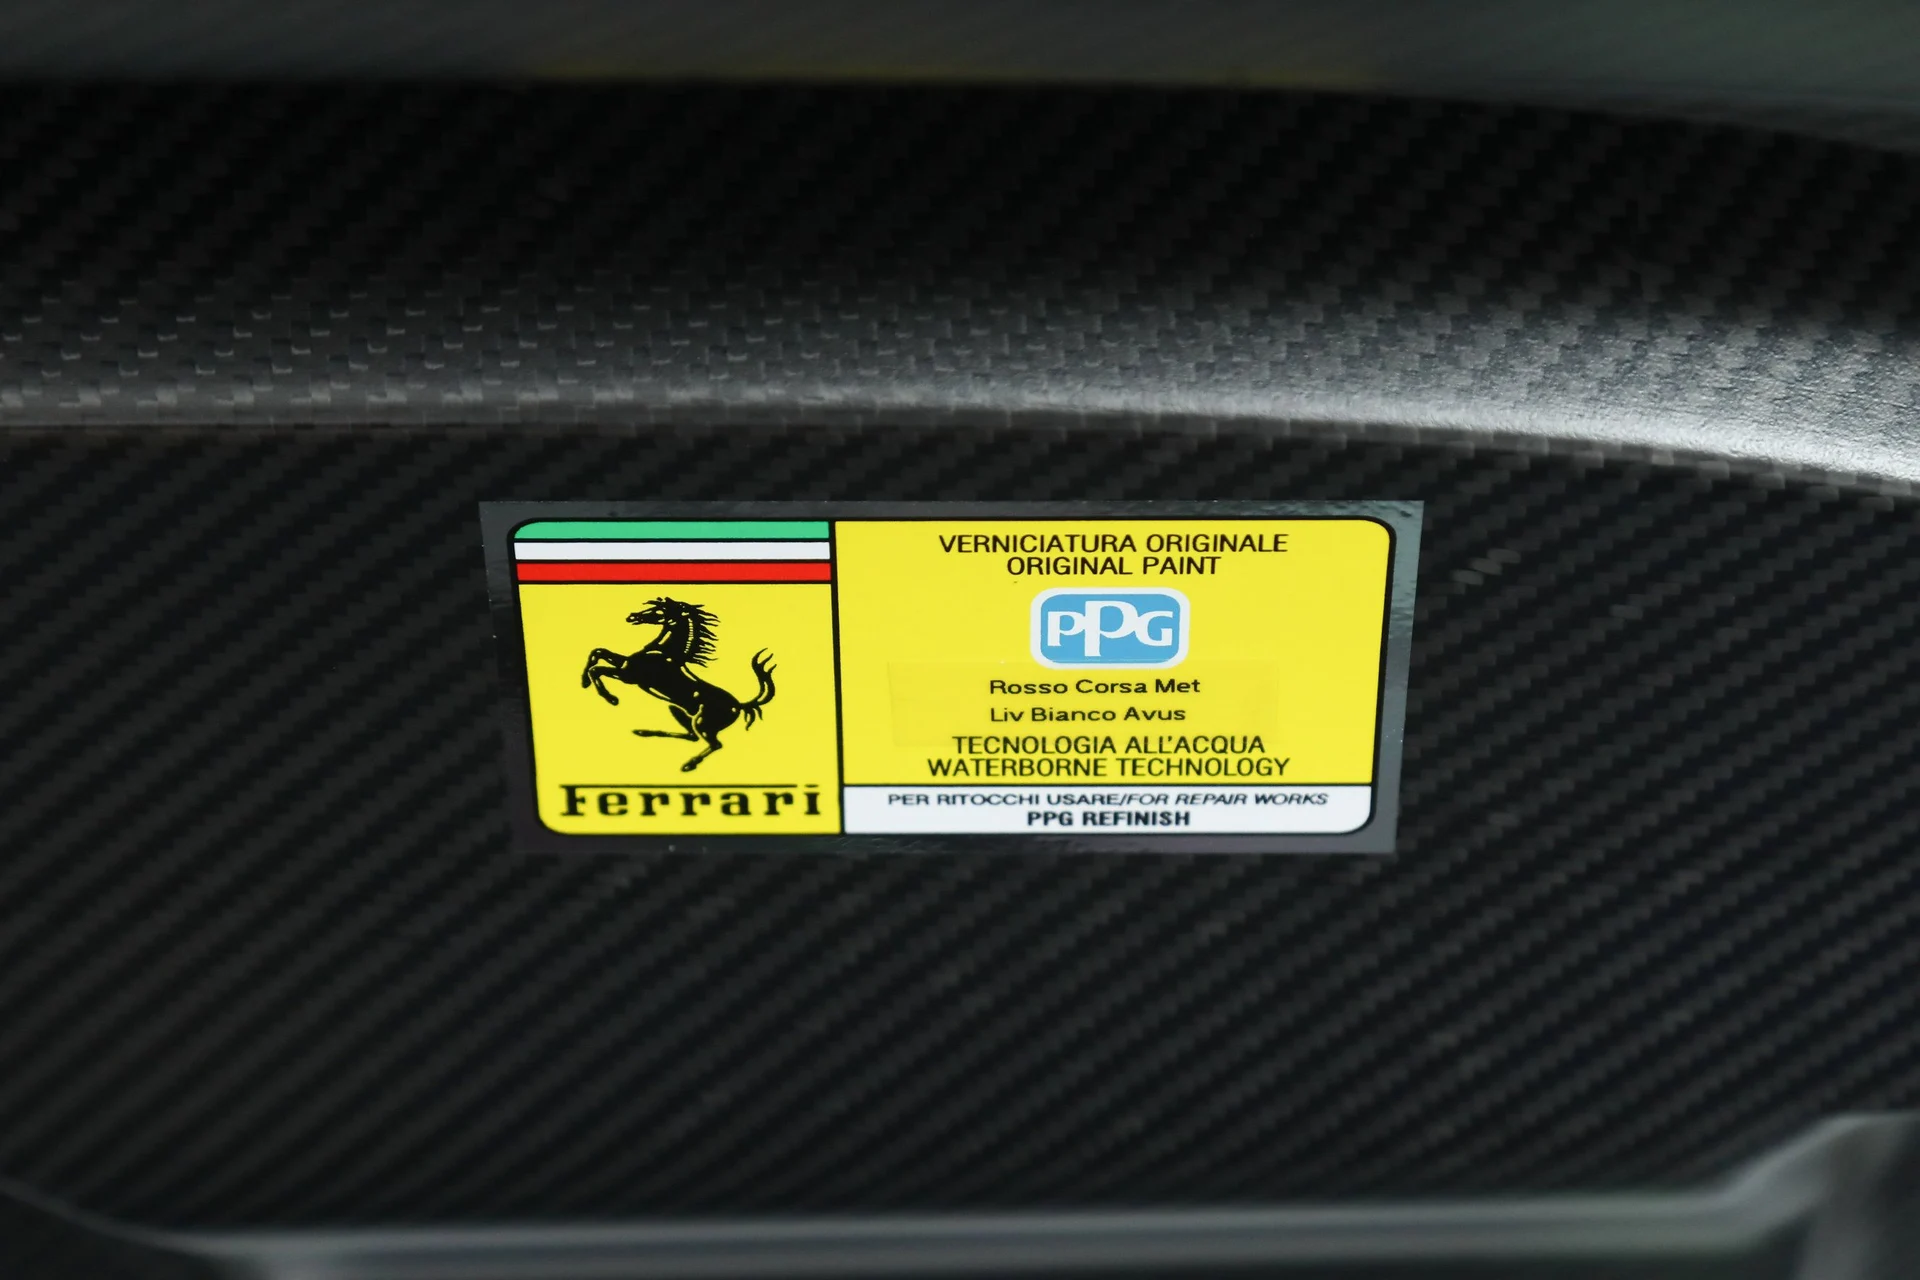 Ferrari
VERNICIATURA ORIGINALE
ORIGINAL PAINT
PPG
Rosso Corsa Met
Liv Bianco Avus
TECNOLOGIA ALL'ACQUA
WATERBORNE TECHNOLOGY
PER RITOCCHI USARE/FOR REPAIR WORKS
PPG REFINISH